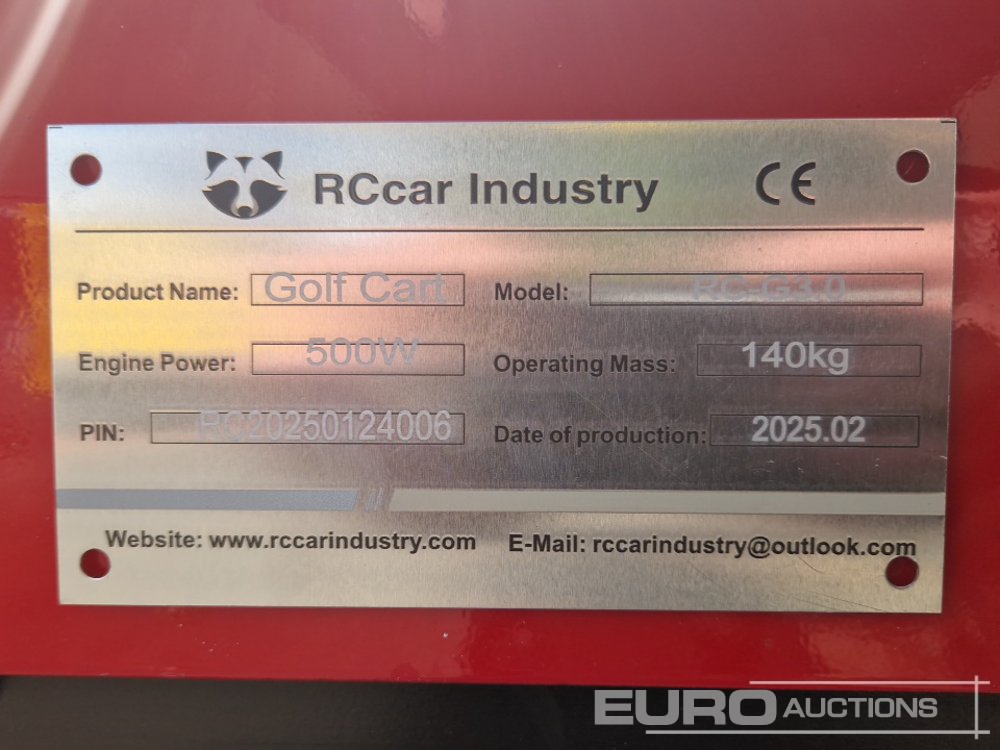 RCcar Industry CE
Product Name: Golf Cart Model: RC-G3.0
Engine Power: 500W Operating Mass: 140kg
PIN: RC20250124006 Date of production: 2025.02
Website: www.rccarindustry.com E-Mail: rccarindustry@outlook.com
EURO AUCTIONS